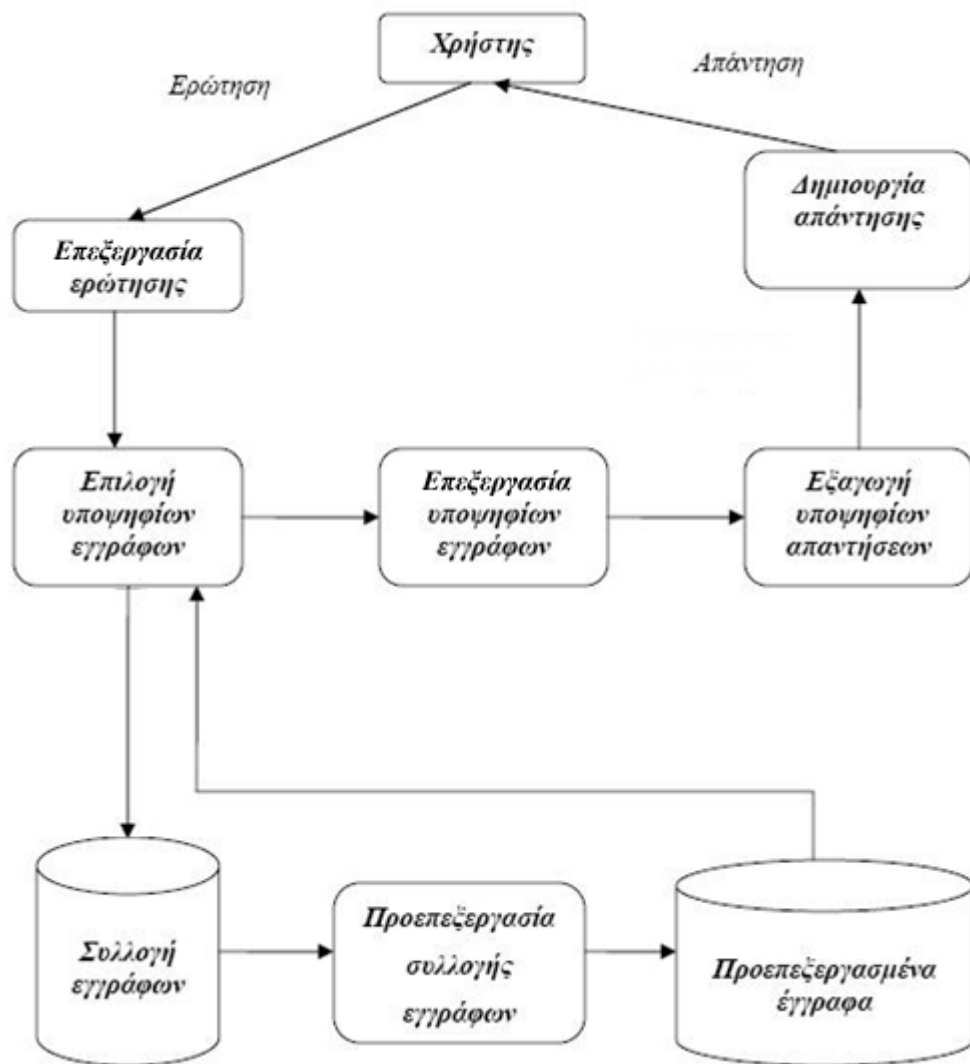 Χρήστης
Ερώτηση
Απάντηση
Δημιουργία
απάντησης
Επεξεργασία
ερώτησης
Επιλογή
υποψηφίων
εγγράφων
Επεξεργασία
υποψηφίων
εγγράφων
Εξαγωγή
υποψηφίων
απαντήσεων
Συλλογή
εγγράφων
Προεπεξεργασία
συλλογής
εγγράφων
Προεπεξεργασμένα
έγγραφα